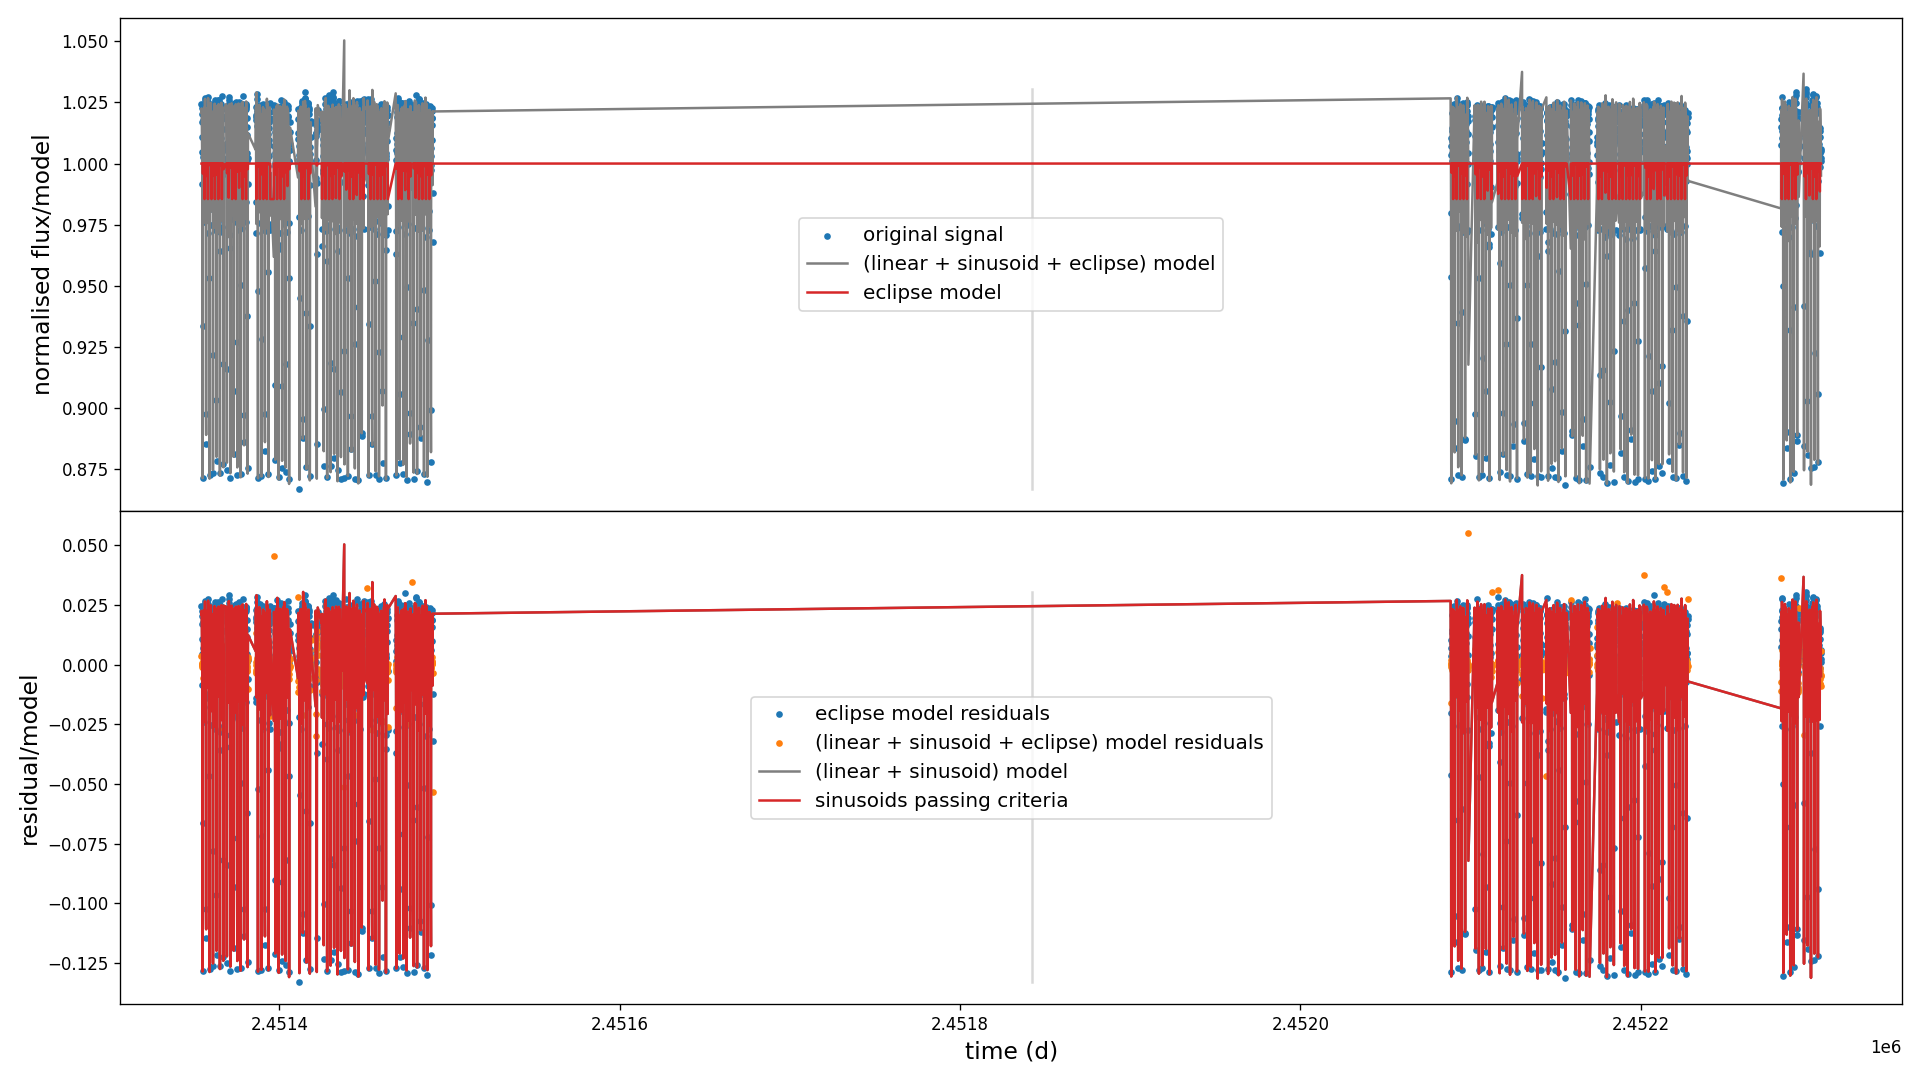 normalised flux/model
1.050
1.025
1.000
0.975
0.950
0.925
0.900
0.875
original signal
(linear + sinusoid + eclipse) model
eclipse model
residual/model
0.050
0.025
0.000
−0.025
−0.050
−0.075
−0.100
−0.125
eclipse model residuals
(linear + sinusoid + eclipse) model residuals
(linear + sinusoid) model
sinusoids passing criteria
2.4514 2.4516 2.4518 2.4520 2.4522
1e6
time (d)